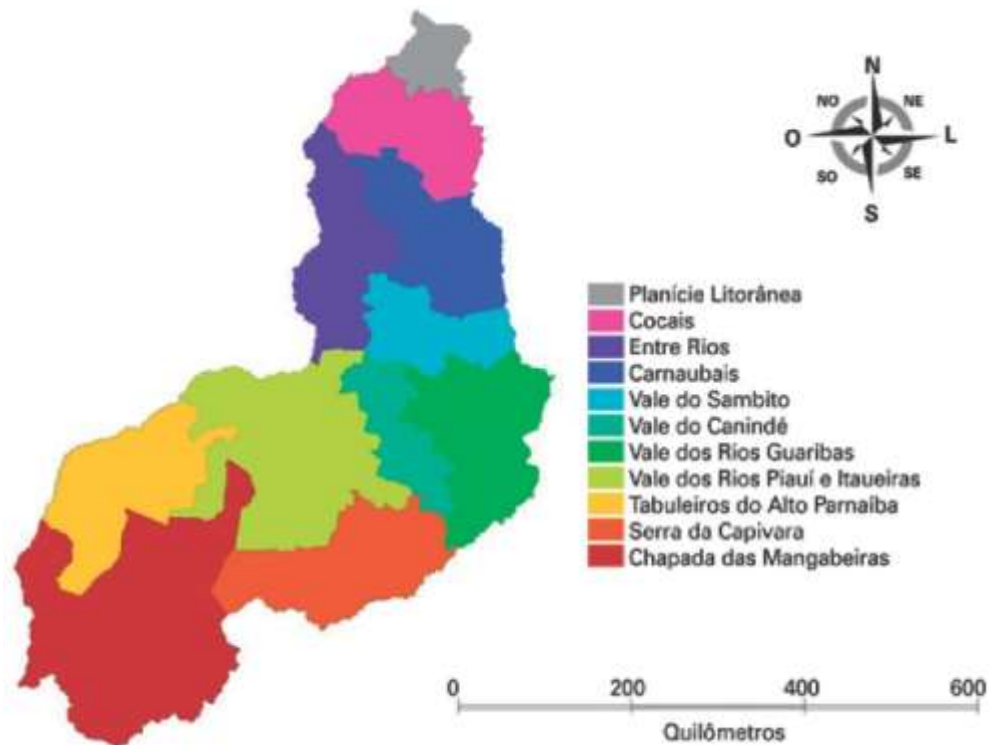 N
NO NE
O L
SO SE
S
Planície Litorânea
Cocais
Entre Rios
Carnaubais
Vale do Sambito
Vale do Canindé
Vale dos Rios Guaribas
Vale dos Rios Piauí e Itaueiras
Tabuleiros do Alto Parnaíba
Serra da Capivara
Chapada das Mangabeiras
0 200 400 600
Quilômetros